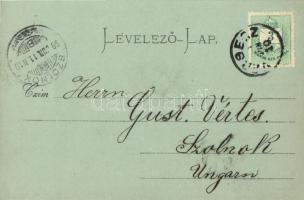 LEVELEZŐ-LAP.
Czim
Herrn
Gust. Vértes.
Szolnok
Ungarn